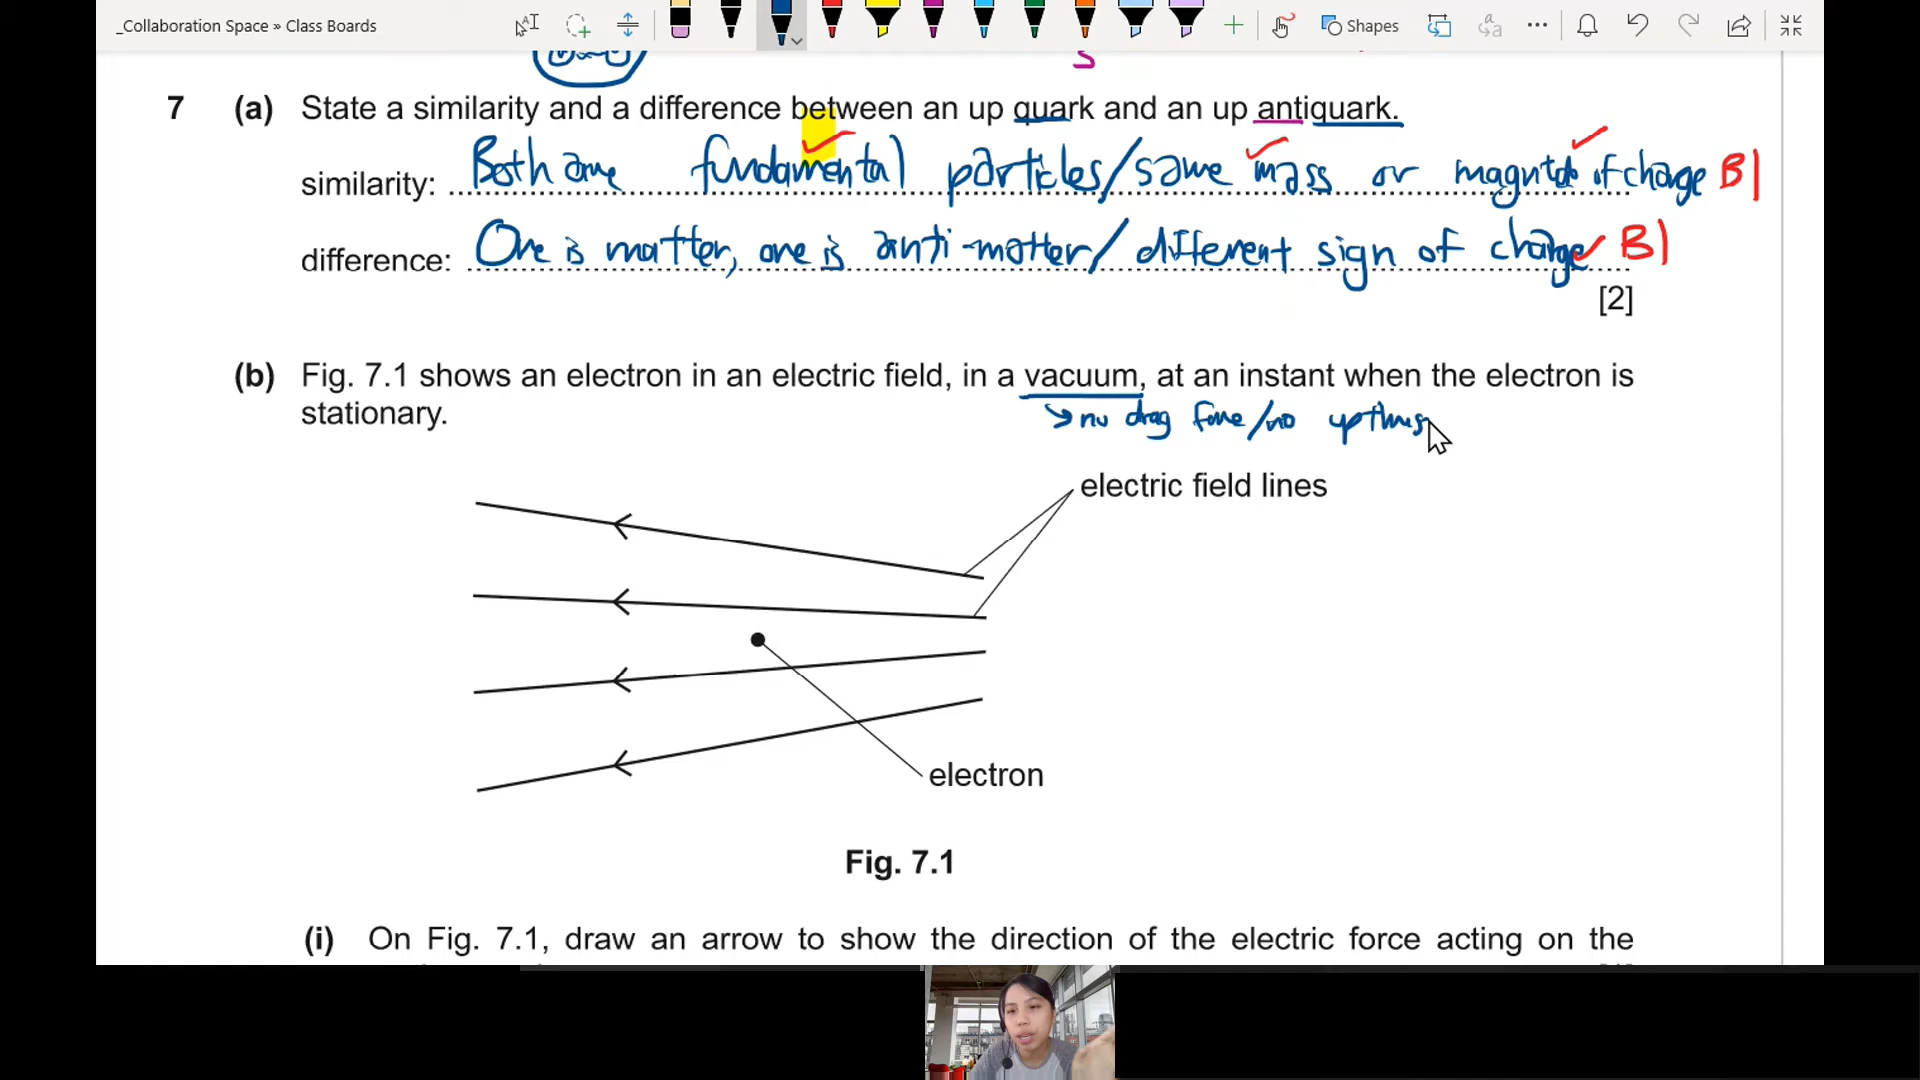 _Collaboration Space » Class Boards
Shapes
7 (a) State a similarity and a difference between an up quark and an up antiquark.
similarity: Both are fundamental particles/same mass or magnitude of charge B1
difference: One is matter, one is anti-matter/different sign of charge B1
[2]
(b) Fig. 7.1 shows an electron in an electric field, in a vacuum, at an instant when the electron is
stationary.
no drag force/no upthrus
electric field lines
electron
Fig. 7.1
(i) On Fig. 7.1, draw an arrow to show the direction of the electric force acting on the